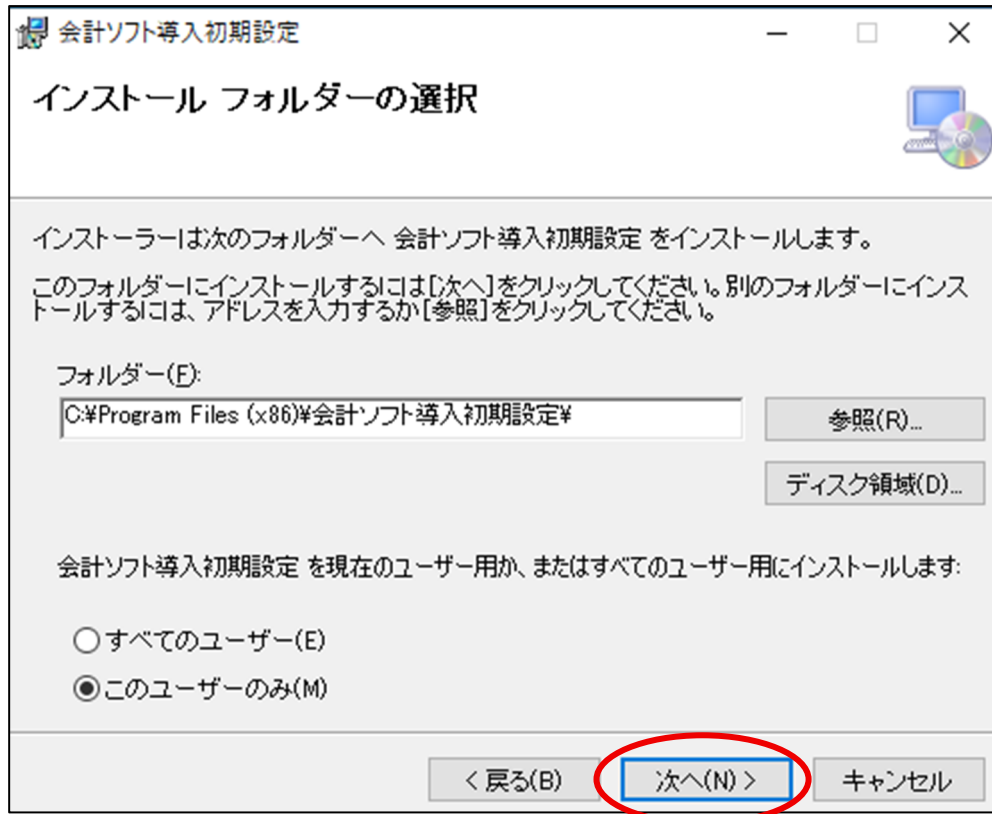 会計ソフト導入初期設定
インストール フォルダーの選択
インストーラーは次のフォルダーへ 会計ソフト導入初期設定 をインストールします。
このフォルダーにインストールするには[次へ]をクリックしてください。別のフォルダーにインス
トールするには、アドレスを入力するか[参照]をクリックしてください。
フォルダー(F):
C:¥Program Files (x86)¥会計ソフト導入初期設定¥
参照(R)...
ディスク領域(D)...
会計ソフト導入初期設定 を現在のユーザー用か、またはすべてのユーザー用にインストールします:
すべてのユーザー(E)
このユーザーのみ(M)
< 戻る(B)
次へ(N) >
キャンセル